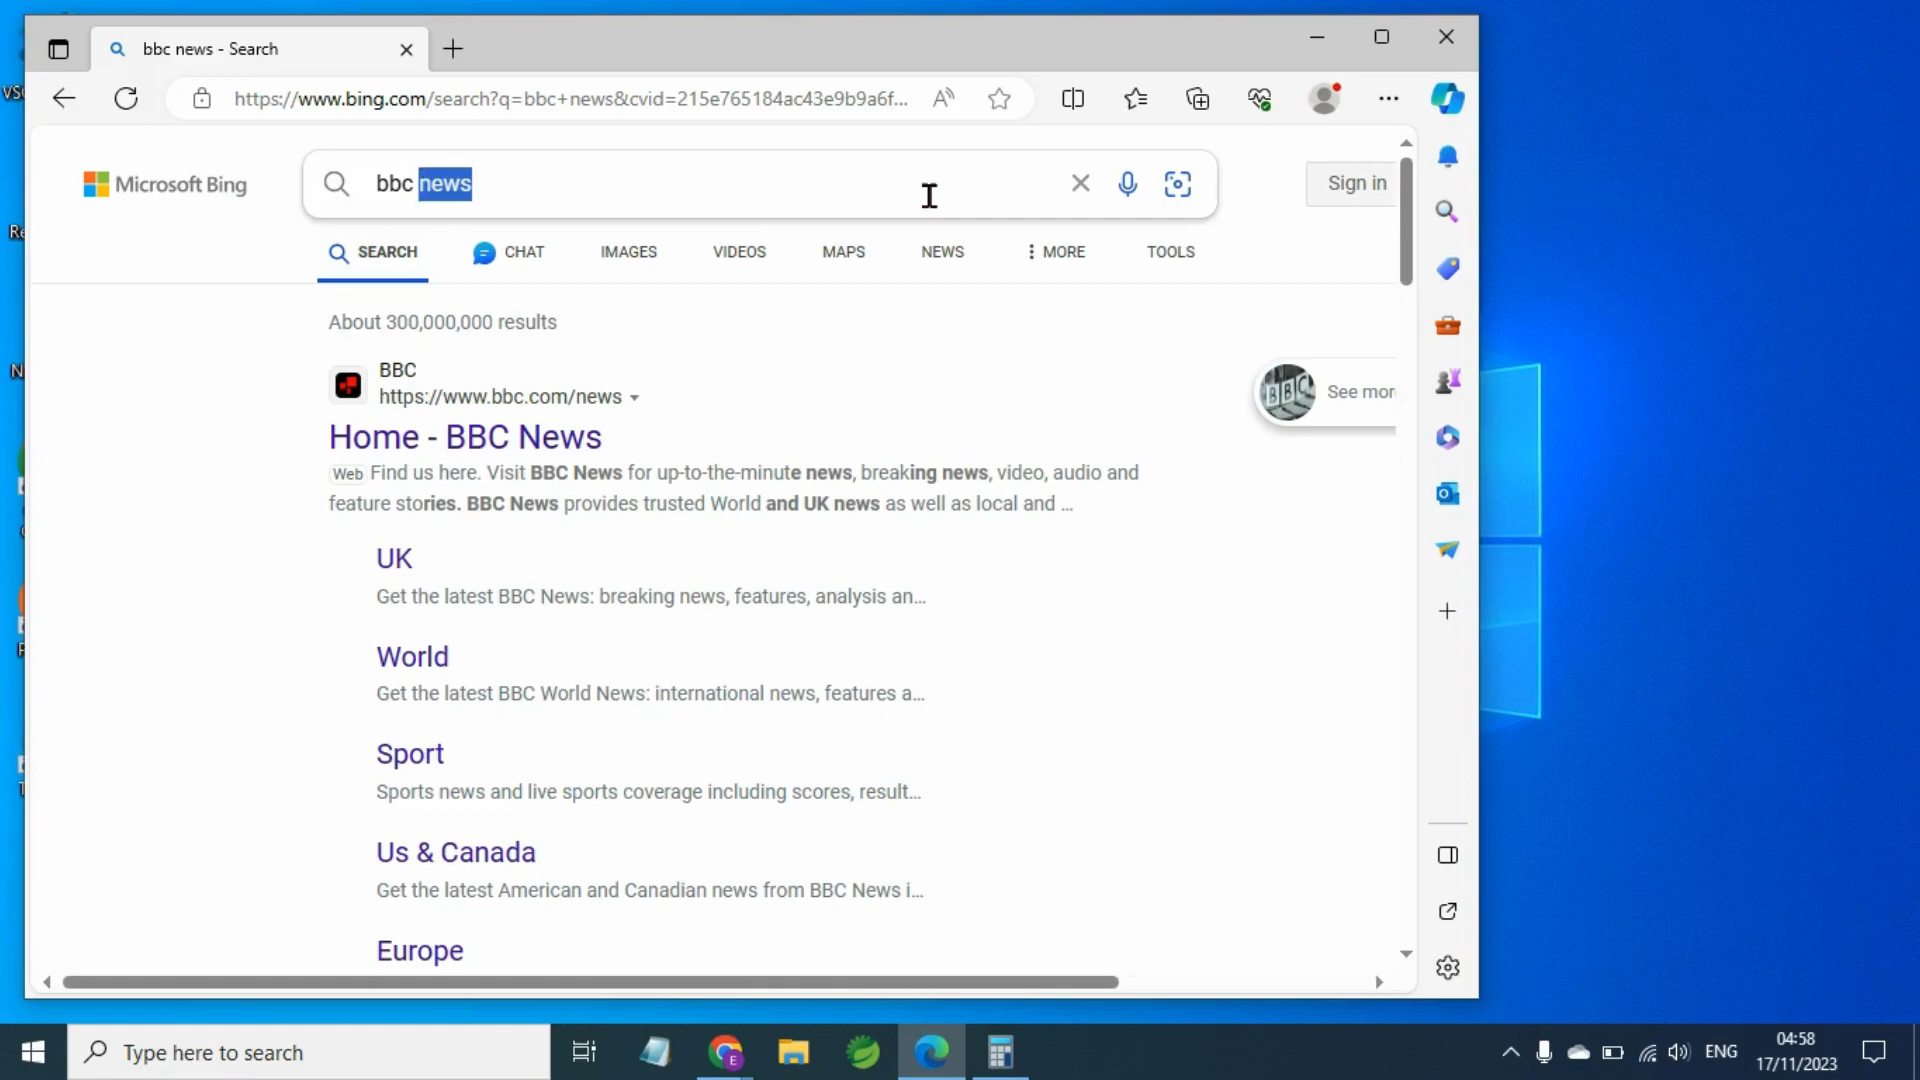 bbc news - Search
https://www.bing.com/search?q=bbc+news&cvid=215e765184ac43e9b9a6f...
Microsoft Bing
bbc news
Sign in
SEARCH CHAT IMAGES VIDEOS MAPS NEWS MORE TOOLS
About 300,000,000 results
BBC
https://www.bbc.com/news
BBC
See mor
Home - BBC News
Web Find us here. Visit BBC News for up-to-the-minute news, breaking news, video, audio and
feature stories. BBC News provides trusted World and UK news as well as local and ...
UK
Get the latest BBC News: breaking news, features, analysis an...
World
Get the latest BBC World News: international news, features a...
Sport
Sports news and live sports coverage including scores, result...
Us & Canada
Get the latest American and Canadian news from BBC News i...
Europe
Type here to search
E
ENG
04:58
17/11/2023